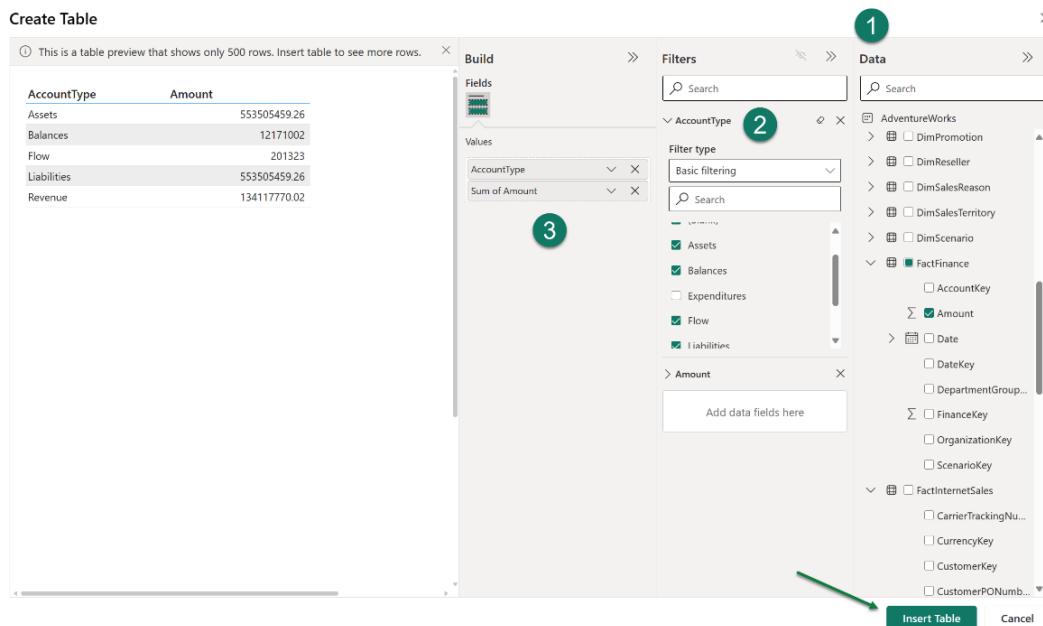 Create Table
This is a table preview that shows only 500 rows. Insert table to see more rows.
AccountType Amount
Assets 553505459.26
Balances 12171002
Flow 201323
Liabilities 553505459.26
Revenue 134117770.02
Build
Fields
Values
AccountType
Sum of Amount
3
Filters
Search
AccountType
2
Filter type
Basic filtering
Search
(Blank)
Assets
Balances
Expenditures
Flow
Liabilities
Amount
Add data fields here
1
Data
Search
AdventureWorks
DimPromotion
DimReseller
DimSalesReason
DimSalesTerritory
DimScenario
FactFinance
AccountKey
Amount
Date
DateKey
DepartmentGroup...
FinanceKey
OrganizationKey
ScenarioKey
FactInternetSales
CarrierTrackingNu...
CurrencyKey
CustomerKey
CustomerPONumb...
Insert Table Cancel